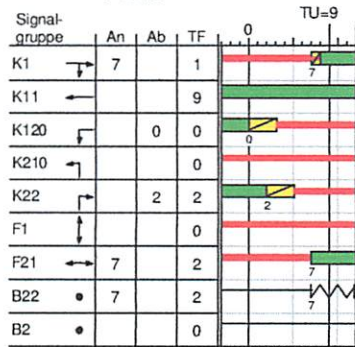 TU=9
Signal-
gruppe An Ab TF 0
K1 7 1 7
K11 9
K120 0 0 0
K210 0
K22 2 2 2
F1 0
F21 7 2 7
B22 7 2 7
B2 0